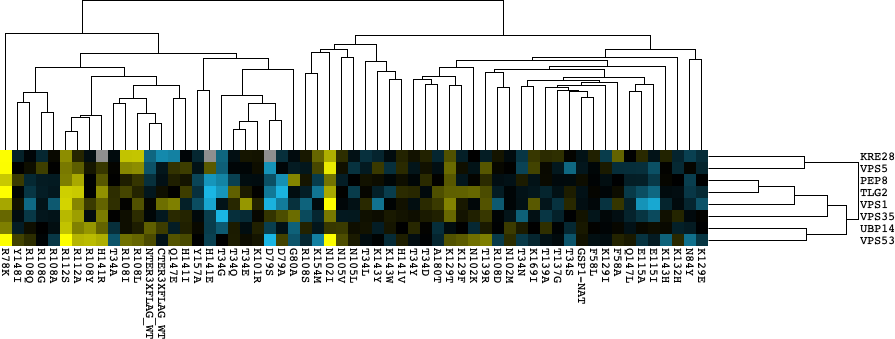 KRE28
VPS5
PEP8
TLG2
VPS1
VPS35
UBP14
VPS53
R78K
Y148I
R108Q
R108G
R108A
R112S
R112A
R108Y
H141R
T34A
R108I
R108L
NTER3XFLAG_WT
CTER3XFLAG_WT
Q147E
H141I
Y157A
H141E
T34G
T34Q
T34E
K101R
D79S
D79A
G80A
R108S
K154M
N102I
N105V
N105L
T34L
K143Y
K143W
H141V
T34Y
T34D
A180T
K129T
K129F
N102K
T139R
R108D
N102M
T34N
K169I
T139A
T137G
T34S
GSP1-NAT
F58L
K129I
F58A
Q147L
E115A
E115I
K143H
K132H
N84Y
K129E